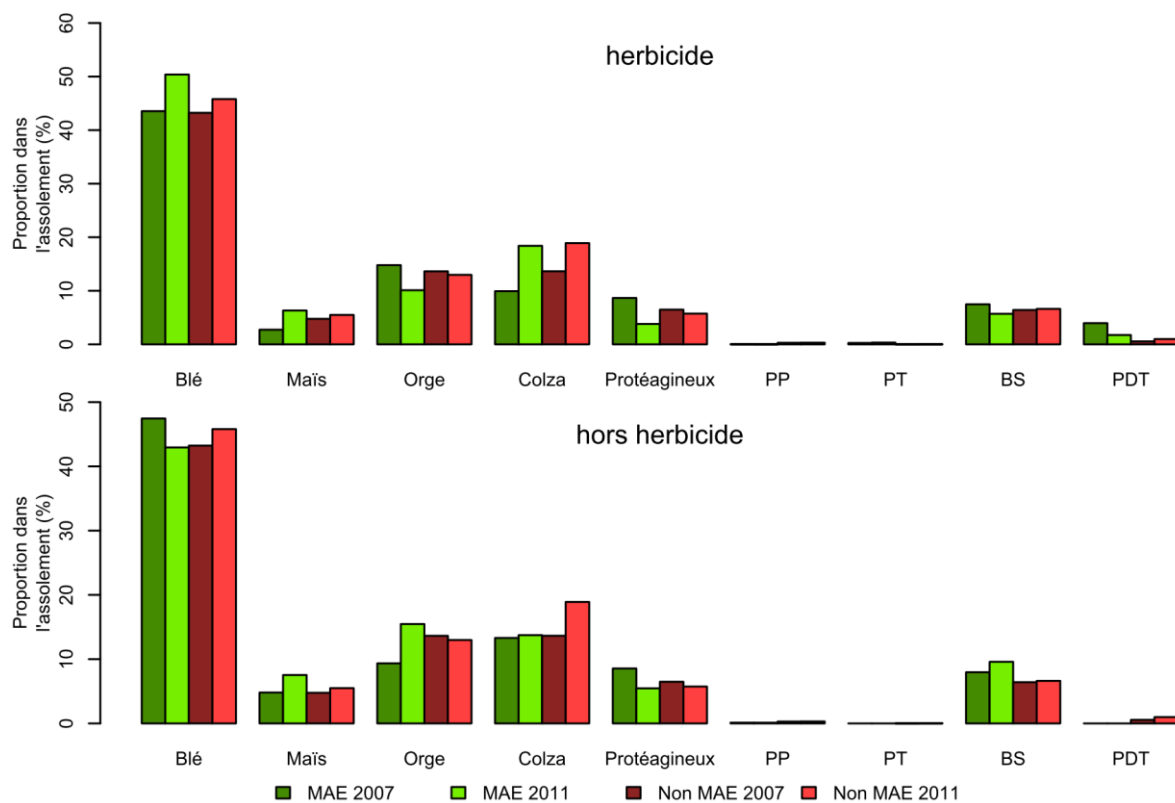 herbicide
Proportion dans
l'assolement (%)
60
50
40
30
20
10
0
Blé Maïs Orge Colza Protéagineux PP PT BS PDT
hors herbicide
Proportion dans
l'assolement (%)
50
40
30
20
10
0
Blé Maïs Orge Colza Protéagineux PP PT BS PDT
MAE 2007 MAE 2011 Non MAE 2007 Non MAE 2011